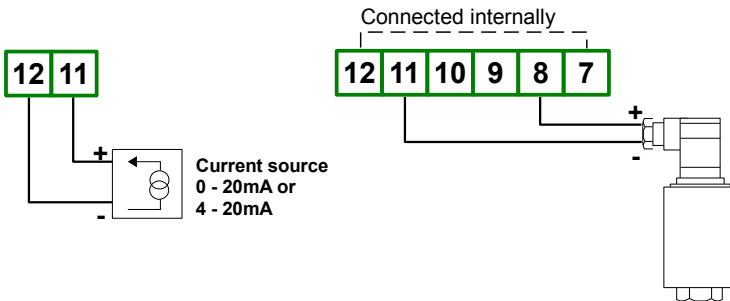 Connected internally
12 11
12 11 10 9 8 7
+
-
Current source
0 - 20mA or
4 - 20mA
+
-